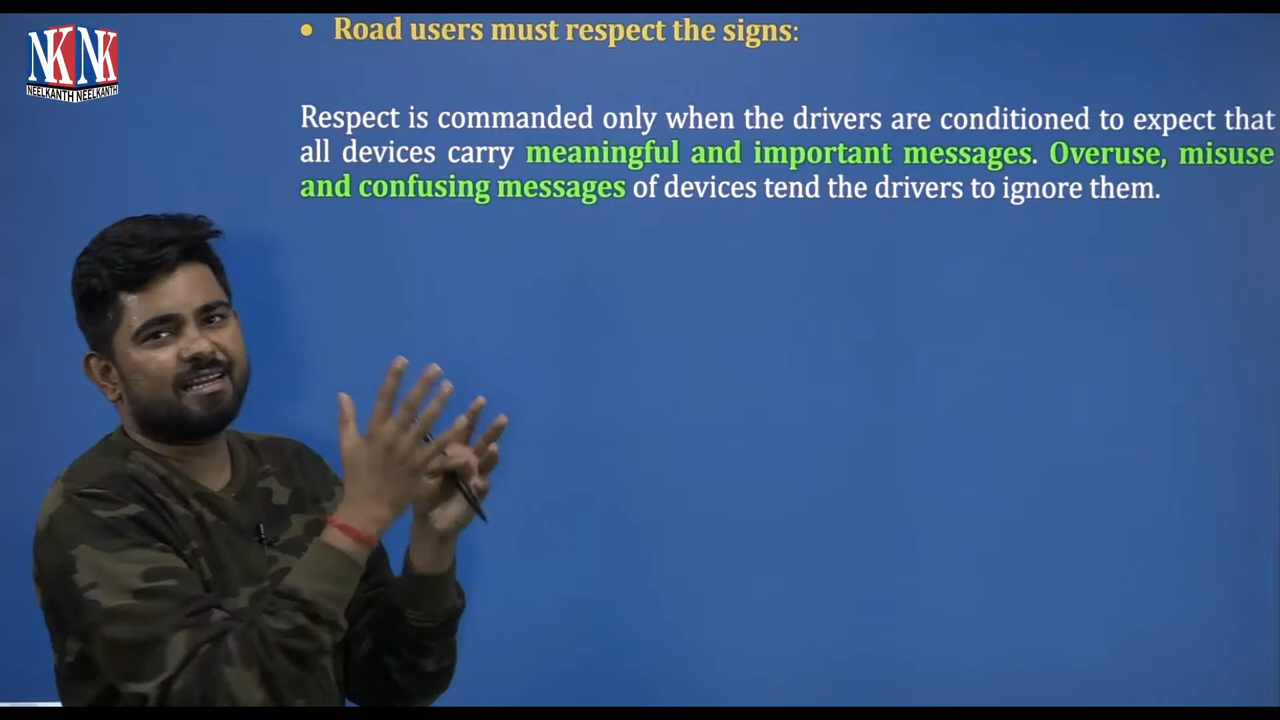 NKNK
NEELKANTH NEELKANTH
• Road users must respect the signs:
Respect is commanded only when the drivers are conditioned to expect that
all devices carry meaningful and important messages. Overuse, misuse
and confusing messages of devices tend the drivers to ignore them.